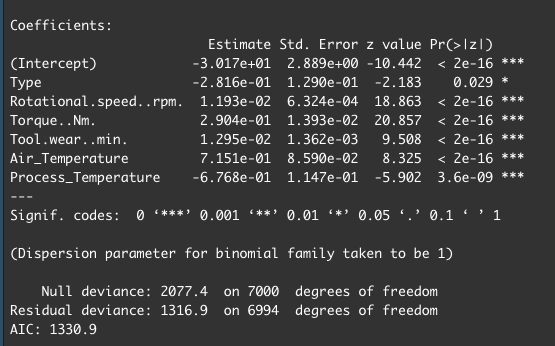 Coefficients:
                     Estimate Std. Error z value Pr(>|z|)
(Intercept)        -3.017e+01  2.889e+00 -10.442  < 2e-16 ***
Type               -2.816e-01  1.290e-01  -2.183    0.029 *
Rotational.speed..rpm.  1.193e-02  6.324e-04  18.863  < 2e-16 ***
Torque..Nm.         2.904e-01  1.393e-02  20.857  < 2e-16 ***
Tool.wear..min.     1.295e-02  1.362e-03   9.508  < 2e-16 ***
Air_Temperature     7.151e-01  8.590e-02   8.325  < 2e-16 ***
Process_Temperature -6.768e-01  1.147e-01  -5.902  3.6e-09 ***
---
Signif. codes:  0 ‘***’ 0.001 ‘**’ 0.01 ‘*’ 0.05 ‘.’ 0.1 ‘ ’ 1
(Dispersion parameter for binomial family taken to be 1)
    Null deviance: 2077.4  on 7000  degrees of freedom
Residual deviance: 1316.9  on 6994  degrees of freedom
AIC: 1330.9